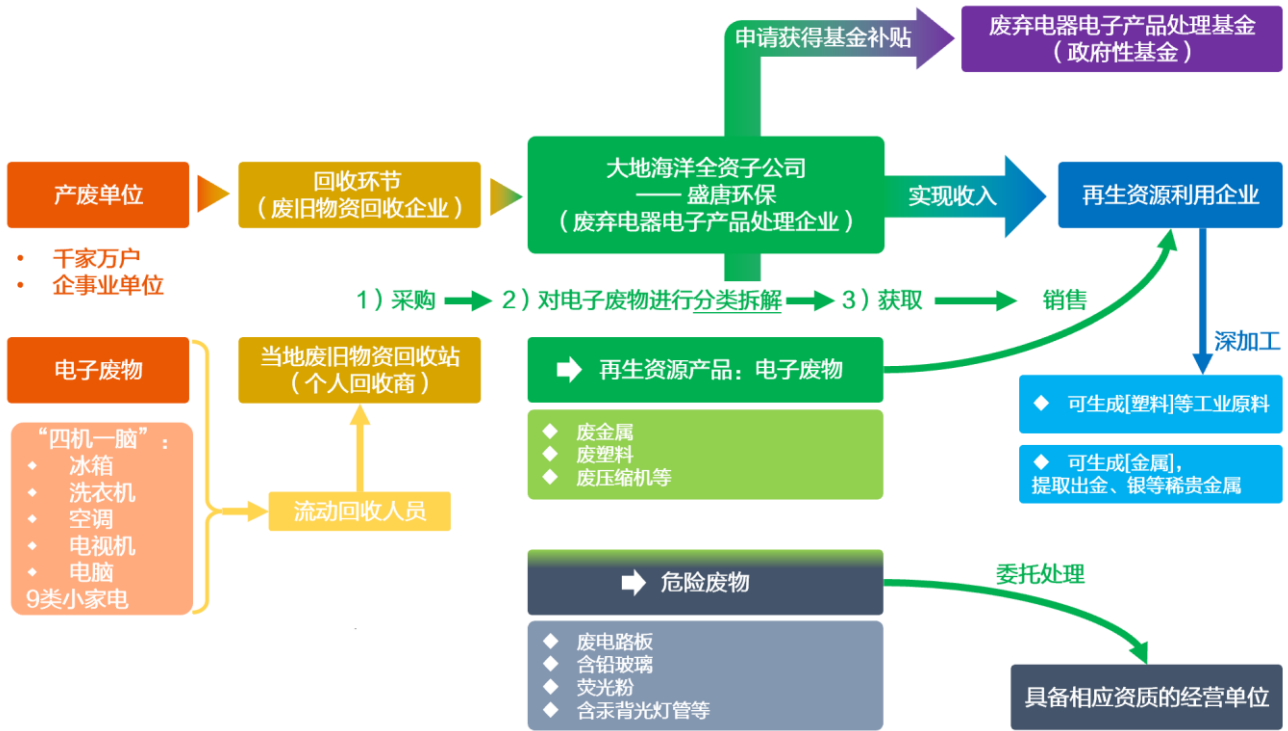 申请获得基金补贴
废弃电器电子产品处理基金
（政府性基金）
产废单位
回收环节
（废旧物资回收企业）
大地海洋全资子公司
—— 盛唐环保
（废弃电器电子产品处理企业）
实现收入
再生资源利用企业
• 千家万户
• 企事业单位
1）采购
2）对电子废物进行分类拆解
3）获取
销售
电子废物
当地废旧物资回收站
（个人回收商）
再生资源产品：电子废物
深加工
“四机一脑”：
冰箱
洗衣机
空调
电视机
电脑
9类小家电
流动回收人员
废金属
废塑料
废压缩机等
可生成[塑料]等工业原料
可生成[金属]，
提取出金、银等稀贵金属
危险废物
委托处理
废电路板
含铅玻璃
荧光粉
含汞背光灯管等
具备相应资质的经营单位